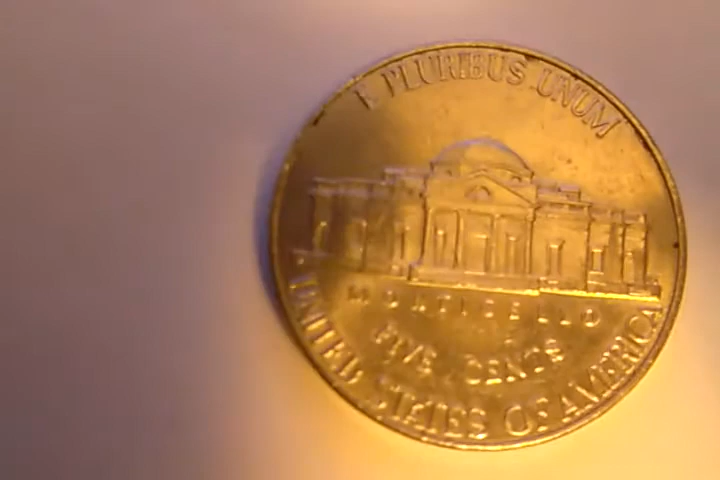 E PLURIBUS UNUM
MONTICELLO
FIVE CENTS
UNITED STATES OF AMERICA